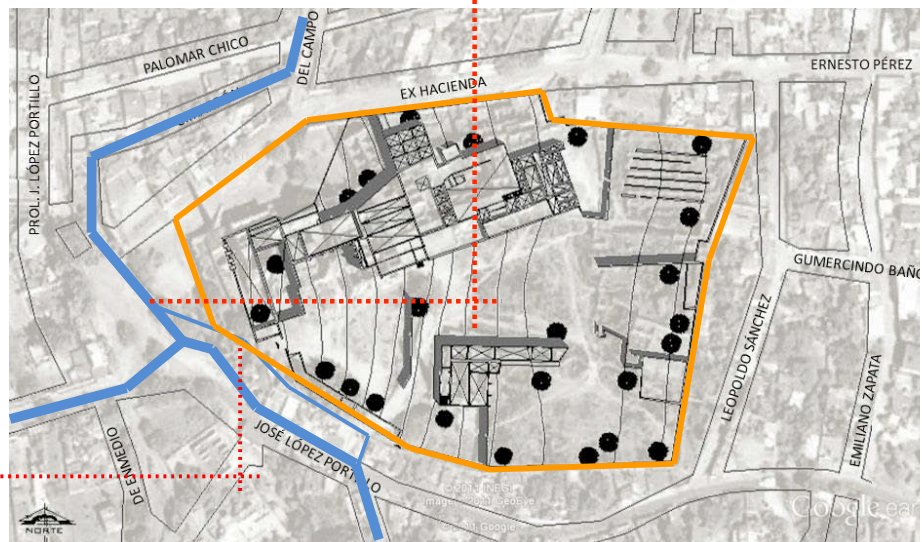 PALOMAR CHICO
DEL CAMPO
ERNESTO PÉREZ
EX HACIENDA
PROL. J. LÓPEZ PORTILLO
GUMERCINDO BAÑO
LEOPOLDO SÁNCHEZ
EMILIANO ZAPATA
DE ENMEDIO
JOSÉ LÓPEZ PORTILLO
NORTE
Google ear